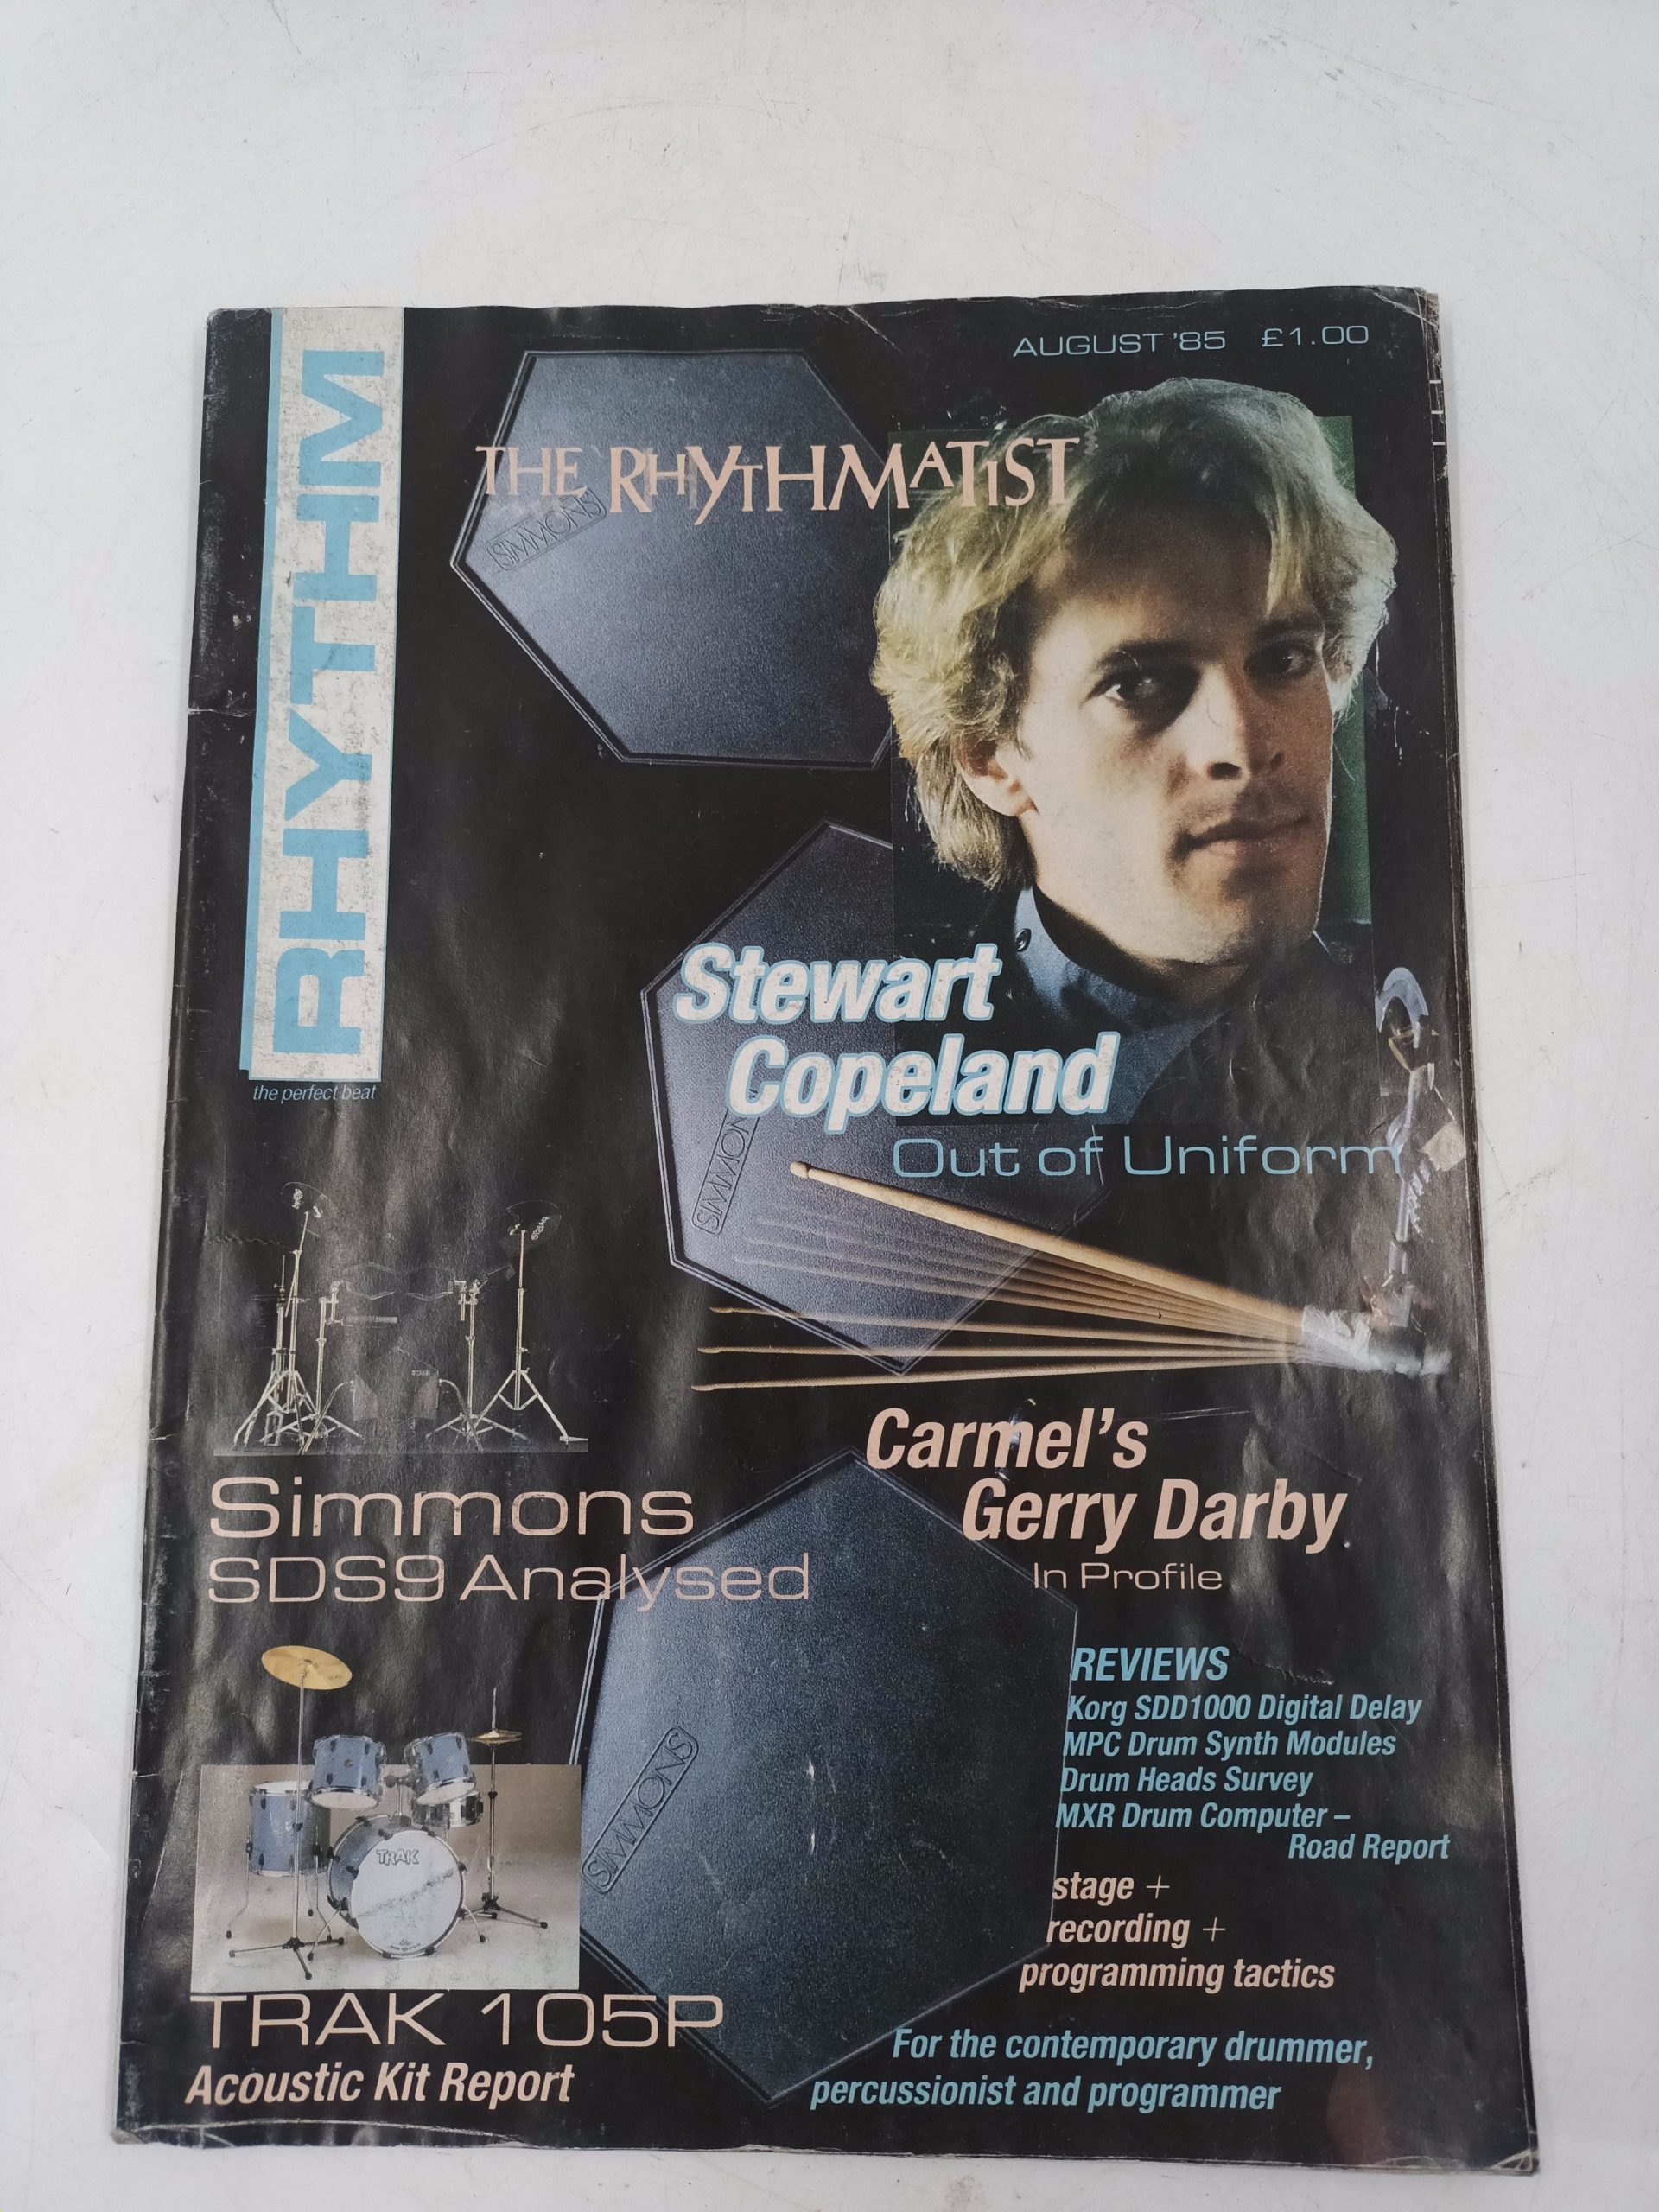 AUGUST '85 £1.00
RHYTHM
the perfect beat
THE RHYTHMATIST
SIMMONS
Stewart
Copeland
Out of Uniform
SIMMON
Carmel's
Gerry Darby
In Profile
Simmons
SDS9 Analysed
REVIEWS
Korg SDD1000 Digital Delay
MPC Drum Synth Modules
Drum Heads Survey
MXR Drum Computer –
Road Report
SIMMONS
stage +
recording +
programming tactics
TRAK
TRAK 105P
Acoustic Kit Report
For the contemporary drummer,
percussionist and programmer